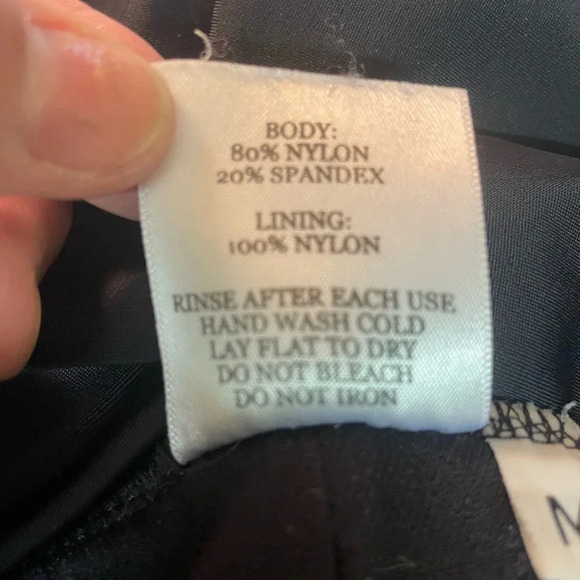 BODY:
80% NYLON
20% SPANDEX
LINING:
100% NYLON
RINSE AFTER EACH USE
HAND WASH COLD
LAY FLAT TO DRY
DO NOT BLEACH
DO NOT IRON
M